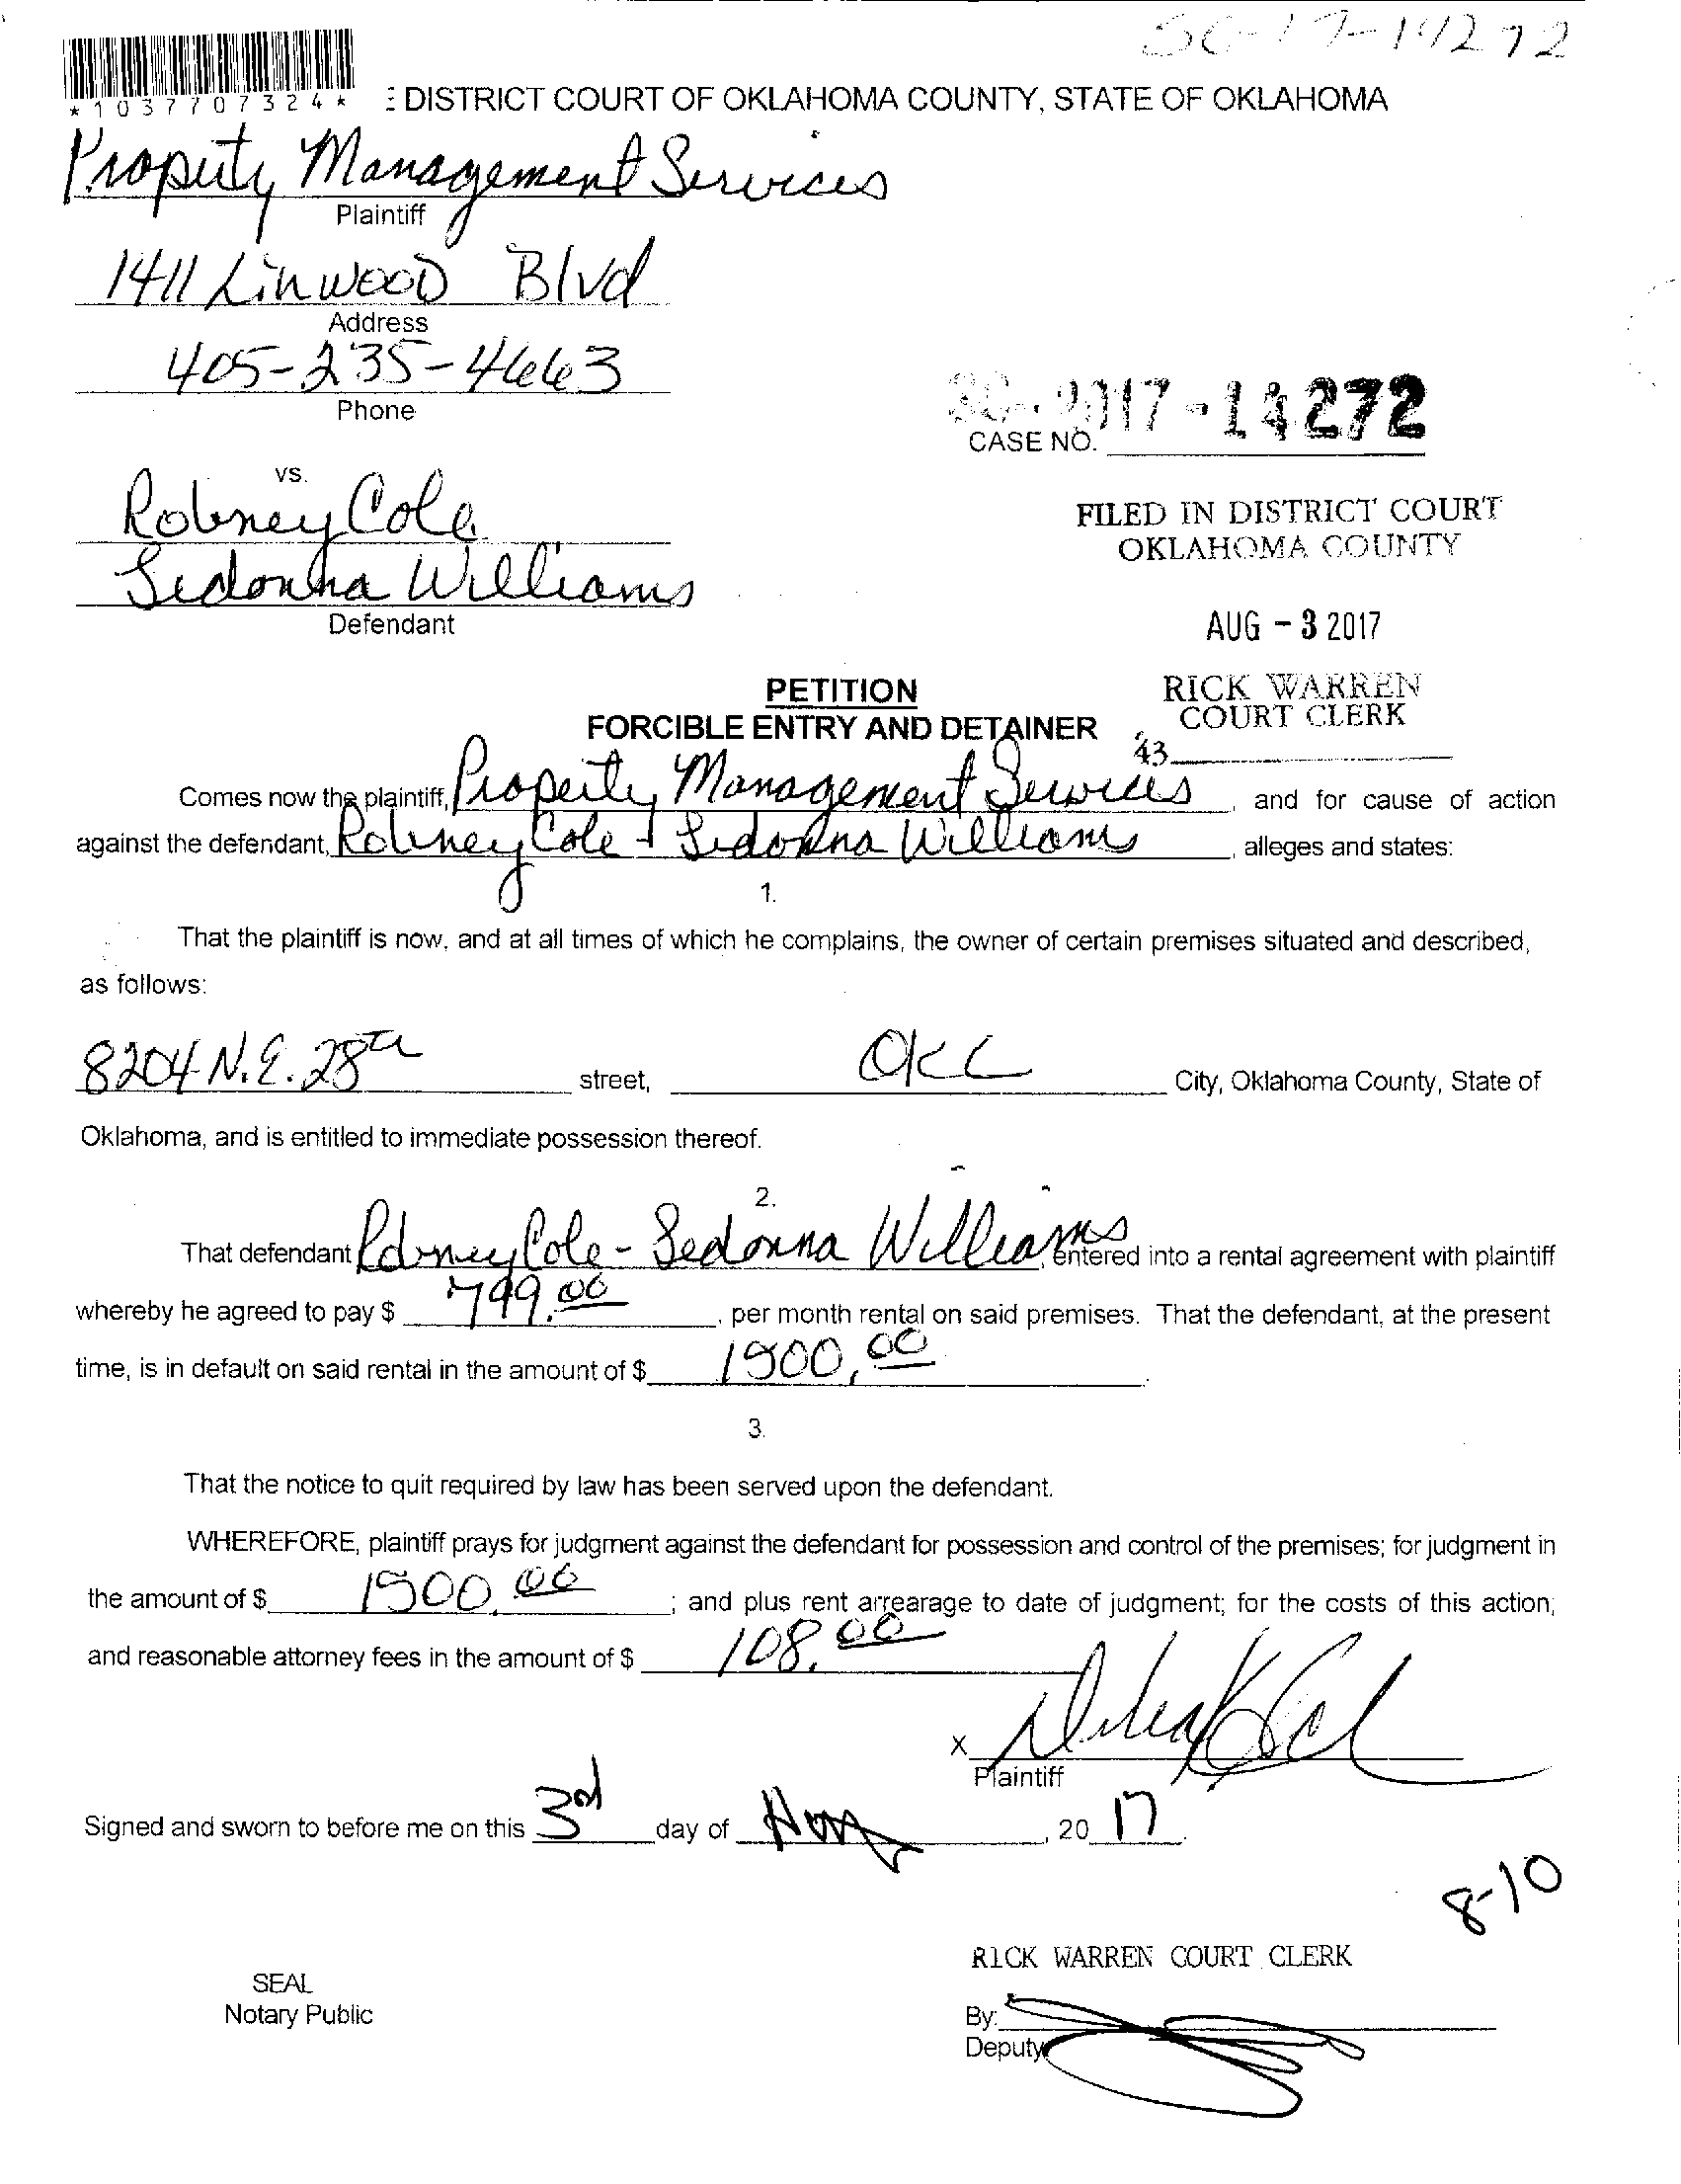 SC-17-14272
*1037707324*
: DISTRICT COURT OF OKLAHOMA COUNTY, STATE OF OKLAHOMA
Property Management Services
Plaintiff
1411 Linwood Blvd
Address
405-235-4663
Phone
SC-2017-14272
CASE NO.
vs.
Robney Cole
Sedonna Williams
Defendant
FILED IN DISTRICT COURT
OKLAHOMA COUNTY
AUG - 3 2017
RICK WARREN
COURT CLERK
43
PETITION
FORCIBLE ENTRY AND DETAINER
Comes now the plaintiff, Property Management Services, and for cause of action
against the defendant, Robney Cole + Sedonna Williams, alleges and states:
1.
That the plaintiff is now, and at all times of which he complains, the owner of certain premises situated and described,
as follows:
8204 N.E. 28th street, OKC City, Oklahoma County, State of
Oklahoma, and is entitled to immediate possession thereof.
2.
That defendant Robney Cole - Sedonna Williams, entered into a rental agreement with plaintiff
whereby he agreed to pay $ 799.00, per month rental on said premises. That the defendant, at the present
time, is in default on said rental in the amount of $ 1500.00.
3.
That the notice to quit required by law has been served upon the defendant.
WHEREFORE, plaintiff prays for judgment against the defendant for possession and control of the premises; for judgment in
the amount of $ 1500.00; and plus rent arrearage to date of judgment; for the costs of this action;
and reasonable attorney fees in the amount of $ 108.00
X
Plaintiff
Signed and sworn to before me on this 3rd day of Aug, 2017.
8-10
RICK WARREN COURT CLERK
SEAL
Notary Public
By:
Deputy